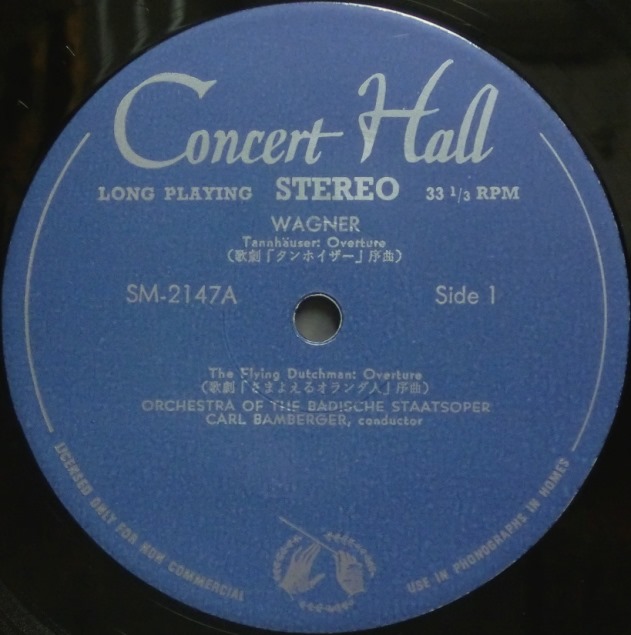 Concert Hall
LONG PLAYING STEREO 33 1/3 RPM
WAGNER
Tannhäuser: Overture
（歌劇「タンホイザー」序曲）
SM-2147A Side 1
The Flying Dutchman: Overture
（歌劇「さまよえるオランダ人」序曲）
ORCHESTRA OF THE BADISCHE STAATSOPER
CARL BAMBERGER, conductor
LICENSED ONLY FOR NON COMMERCIAL
USE IN PHONOGRAPHS IN HOMES